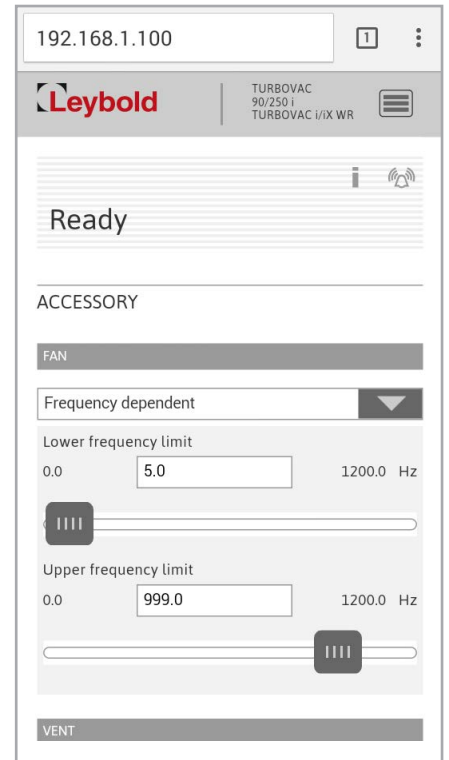 192.168.1.100
1
Leybold
TURBOVAC
90/250 i
TURBOVAC i/iX WR
i
Ready
ACCESSORY
FAN
Frequency dependent
Lower frequency limit
0.0 5.0 1200.0 Hz
Upper frequency limit
0.0 999.0 1200.0 Hz
VENT